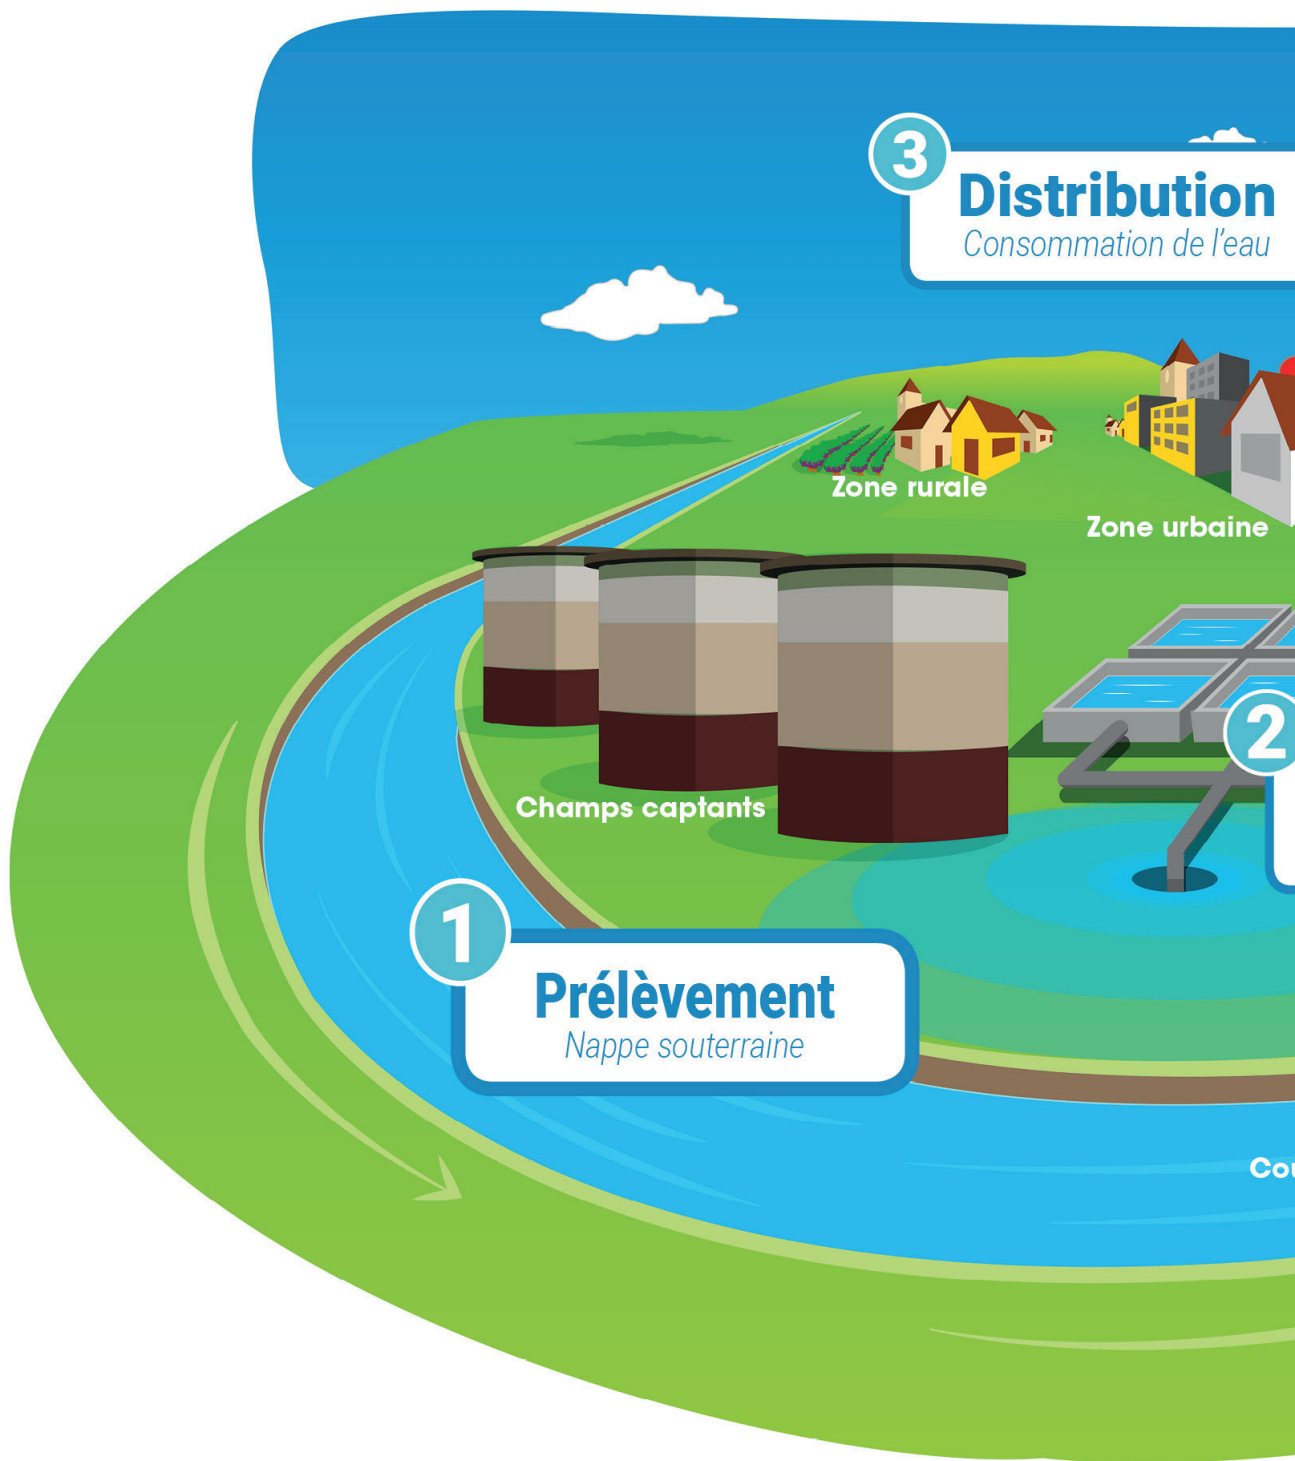 3
Distribution
Consommation de l'eau
Zone rurale
Zone urbaine
2
Champs captants
1
Prélèvement
Nappe souterraine